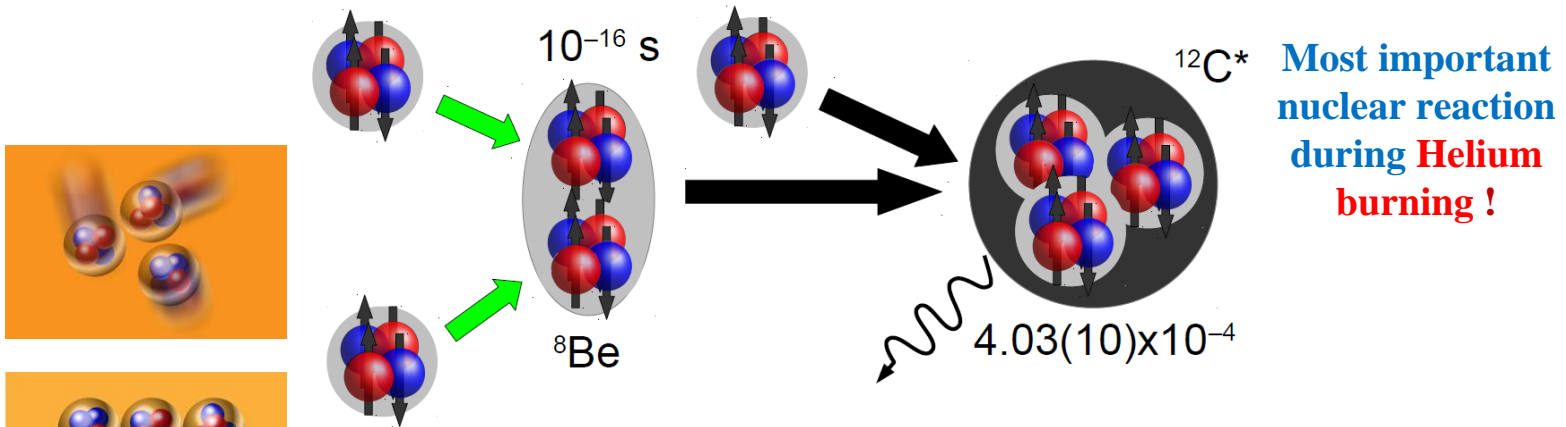 10⁻¹⁶ s
⁸Be
¹²C*
4.03(10)x10⁻⁴
Most important
nuclear reaction
during Helium
burning !